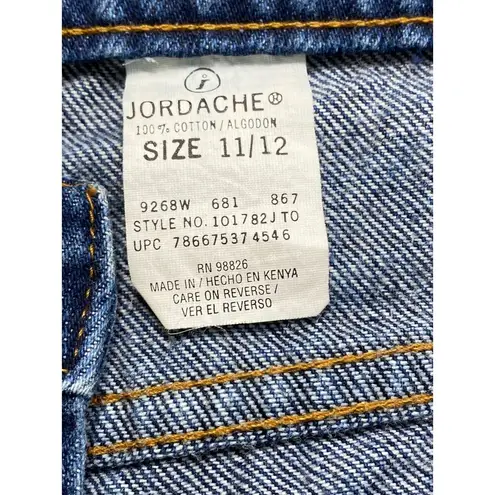 j
JORDACHE®
100% COTTON / ALGODON
SIZE 11/12
9268W 681 867
STYLE NO. 101782J TO
UPC 786675374546
RN 98826
MADE IN / HECHO EN KENYA
CARE ON REVERSE /
VER EL REVERSO